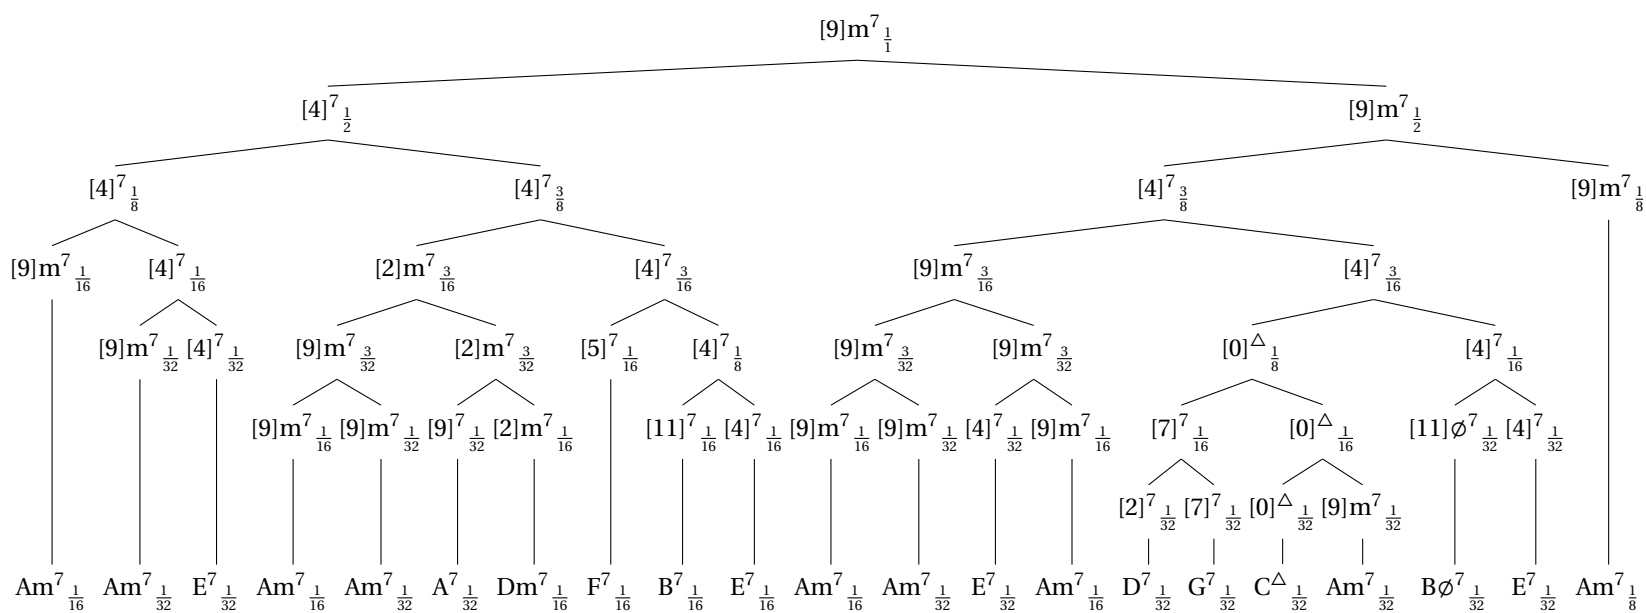 [9]m⁷ 1/1
[4]⁷ 1/2 [9]m⁷ 1/2
[4]⁷ 1/8 [4]⁷ 3/8 [4]⁷ 3/8 [9]m⁷ 1/8
[9]m⁷ 1/16 [4]⁷ 1/16 [2]m⁷ 3/16 [4]⁷ 3/16 [9]m⁷ 3/16 [4]⁷ 3/16
[9]m⁷ 1/32 [4]⁷ 1/32 [9]m⁷ 3/32 [2]m⁷ 3/32 [5]⁷ 1/16 [4]⁷ 1/8 [9]m⁷ 3/32 [9]m⁷ 3/32 [0]△ 1/8 [4]⁷ 1/16
[9]m⁷ 1/16 [9]m⁷ 1/32 [9]⁷ 1/32 [2]m⁷ 1/16 [11]⁷ 1/16 [4]⁷ 1/16 [9]m⁷ 1/16 [9]m⁷ 1/32 [4]⁷ 1/32 [9]m⁷ 1/16 [7]⁷ 1/16 [0]△ 1/16 [11]∅⁷ 1/32 [4]⁷ 1/32
[2]⁷ 1/32 [7]⁷ 1/32 [0]△ 1/32 [9]m⁷ 1/32
Am⁷ 1/16 Am⁷ 1/32 E⁷ 1/32 Am⁷ 1/16 Am⁷ 1/32 A⁷ 1/32 Dm⁷ 1/16 F⁷ 1/16 B⁷ 1/16 E⁷ 1/16 Am⁷ 1/16 Am⁷ 1/32 E⁷ 1/32 Am⁷ 1/16 D⁷ 1/32 G⁷ 1/32 C△ 1/32 Am⁷ 1/32 B∅⁷ 1/32 E⁷ 1/32 Am⁷ 1/8